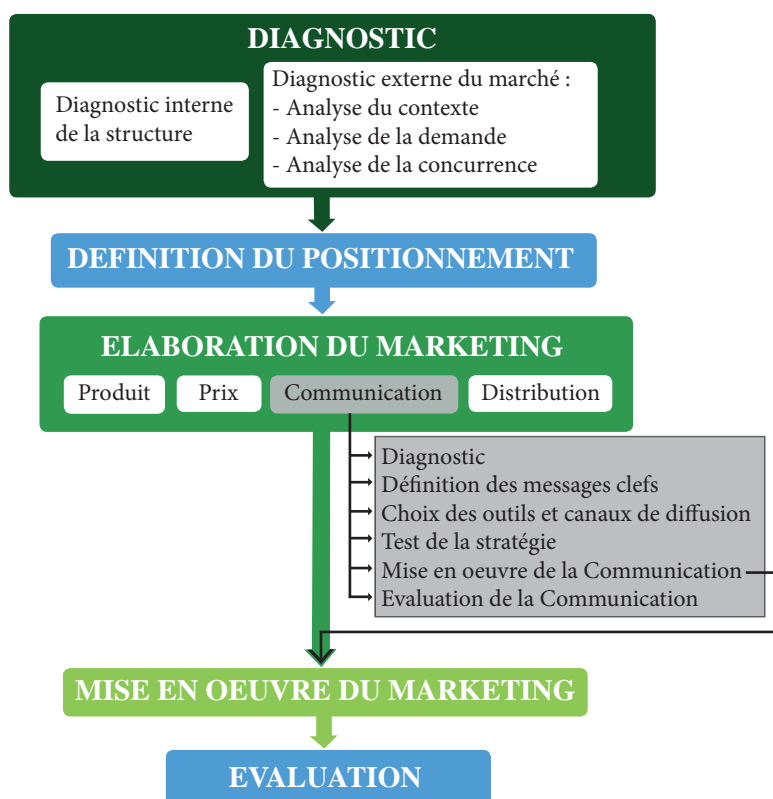 DIAGNOSTIC
Diagnostic interne
de la structure
Diagnostic externe du marché :
- Analyse du contexte
- Analyse de la demande
- Analyse de la concurrence
DEFINITION DU POSITIONNEMENT
ELABORATION DU MARKETING
Produit
Prix
Communication
Distribution
Diagnostic
Définition des messages clefs
Choix des outils et canaux de diffusion
Test de la stratégie
Mise en oeuvre de la Communication
Evaluation de la Communication
MISE EN OEUVRE DU MARKETING
EVALUATION